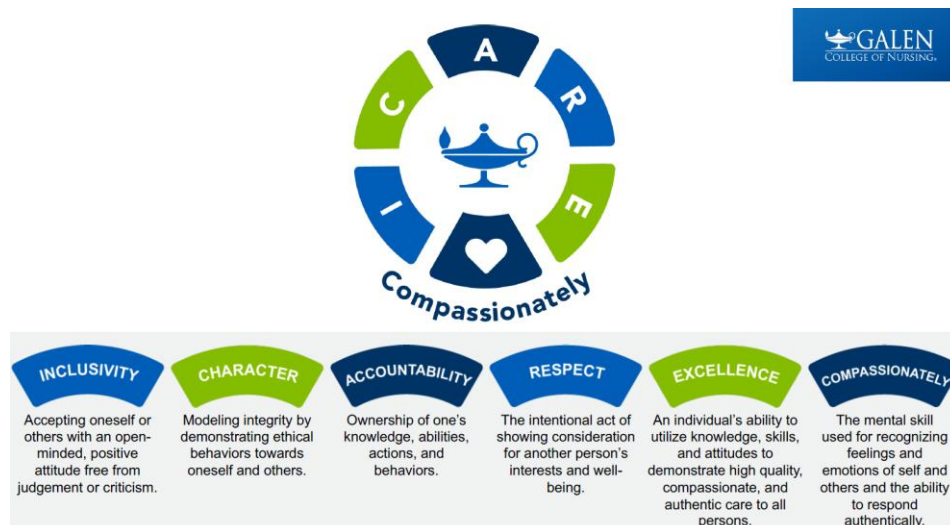 GALEN
COLLEGE OF NURSING®
I
C
A
R
E
Compassionately
INCLUSIVITY
Accepting oneself or
others with an open-
minded, positive
attitude free from
judgement or criticism.
CHARACTER
Modeling integrity by
demonstrating ethical
behaviors towards
oneself and others.
ACCOUNTABILITY
Ownership of one's
knowledge, abilities,
actions, and
behaviors.
RESPECT
The intentional act of
showing consideration
for another person's
interests and well-
being.
EXCELLENCE
An individual's ability to
utilize knowledge, skills,
and attitudes to
demonstrate high quality,
compassionate, and
authentic care to all
persons.
COMPASSIONATELY
The mental skill
used for recognizing
feelings and
emotions of self and
others and the ability
to respond
authentically.